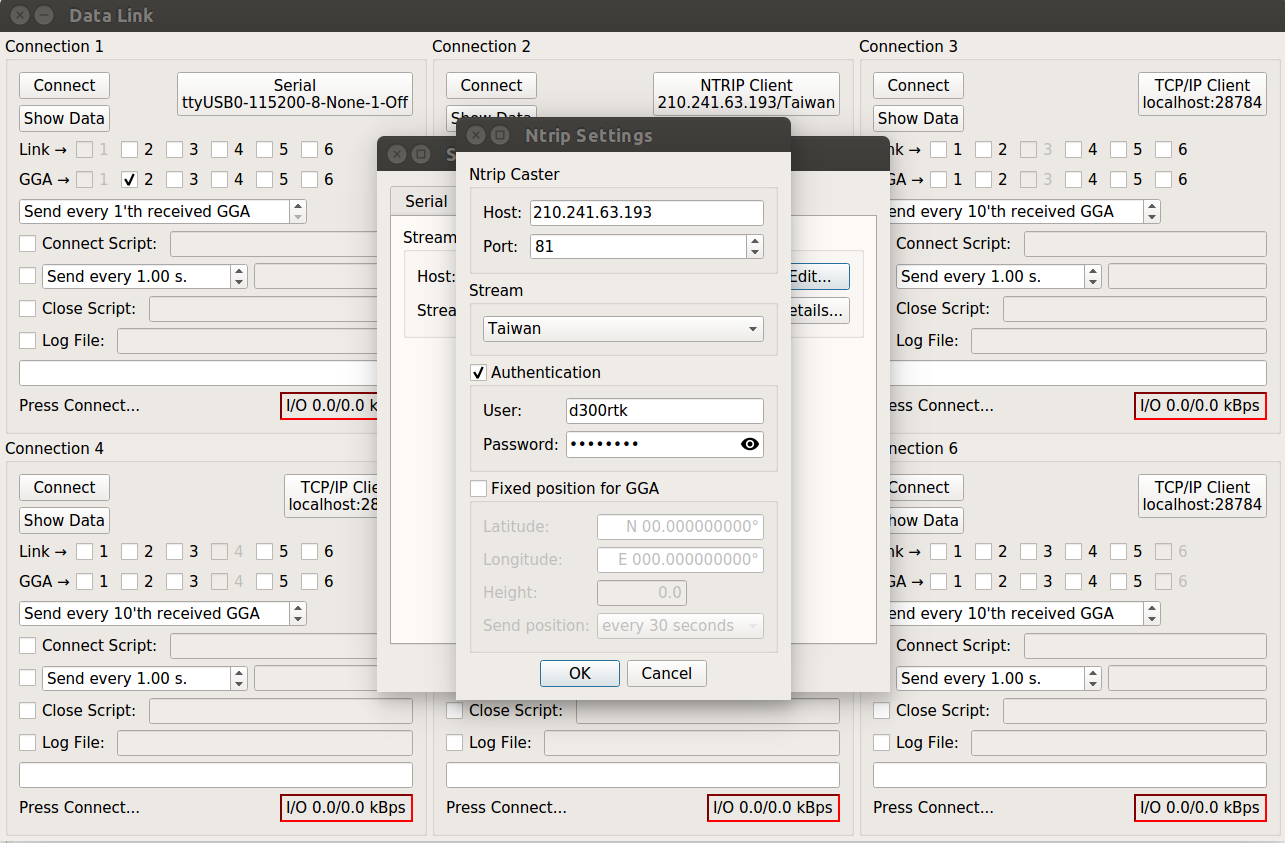 Data Link
Connection 1
Connect
Serial
ttyUSB0-115200-8-None-1-Off
Show Data
Link → 1 2 3 4 5 6
GGA → 1 2 3 4 5 6
Send every 1'th received GGA
Connect Script:
Send every 1.00 s.
Close Script:
Log File:
Press Connect...
I/O 0.0/0.0 k
Connection 2
Connect
NTRIP Client
210.241.63.193/Taiwan
Show Data
Connection 3
Connect
TCP/IP Client
localhost:28784
Show Data
nk → 1 2 3 4 5 6
GA → 1 2 3 4 5 6
end every 10'th received GGA
Connect Script:
Send every 1.00 s.
Close Script:
Log File:
ess Connect...
I/O 0.0/0.0 kBps
S
Serial
Stream
Host:
Edit...
Strea
etails...
Ntrip Settings
Ntrip Caster
Host: 210.241.63.193
Port: 81
Stream
Taiwan
Authentication
User: d300rtk
Password: ••••••••
Fixed position for GGA
Latitude: N 00.000000000°
Longitude: E 000.000000000°
Height: 0.0
Send position: every 30 seconds
OK
Cancel
Connection 4
Connect
TCP/IP Clie
localhost:28
Show Data
Link → 1 2 3 4 5 6
GGA → 1 2 3 4 5 6
Send every 10'th received GGA
Connect Script:
Send every 1.00 s.
Close Script:
Log File:
Press Connect...
I/O 0.0/0.0 kBps
Close Script:
Log File:
Press Connect...
I/O 0.0/0.0 kBps
nnection 6
Connect
TCP/IP Client
localhost:28784
how Data
nk → 1 2 3 4 5 6
GA → 1 2 3 4 5 6
end every 10'th received GGA
Connect Script:
Send every 1.00 s.
Close Script:
Log File:
Press Connect...
I/O 0.0/0.0 kBps